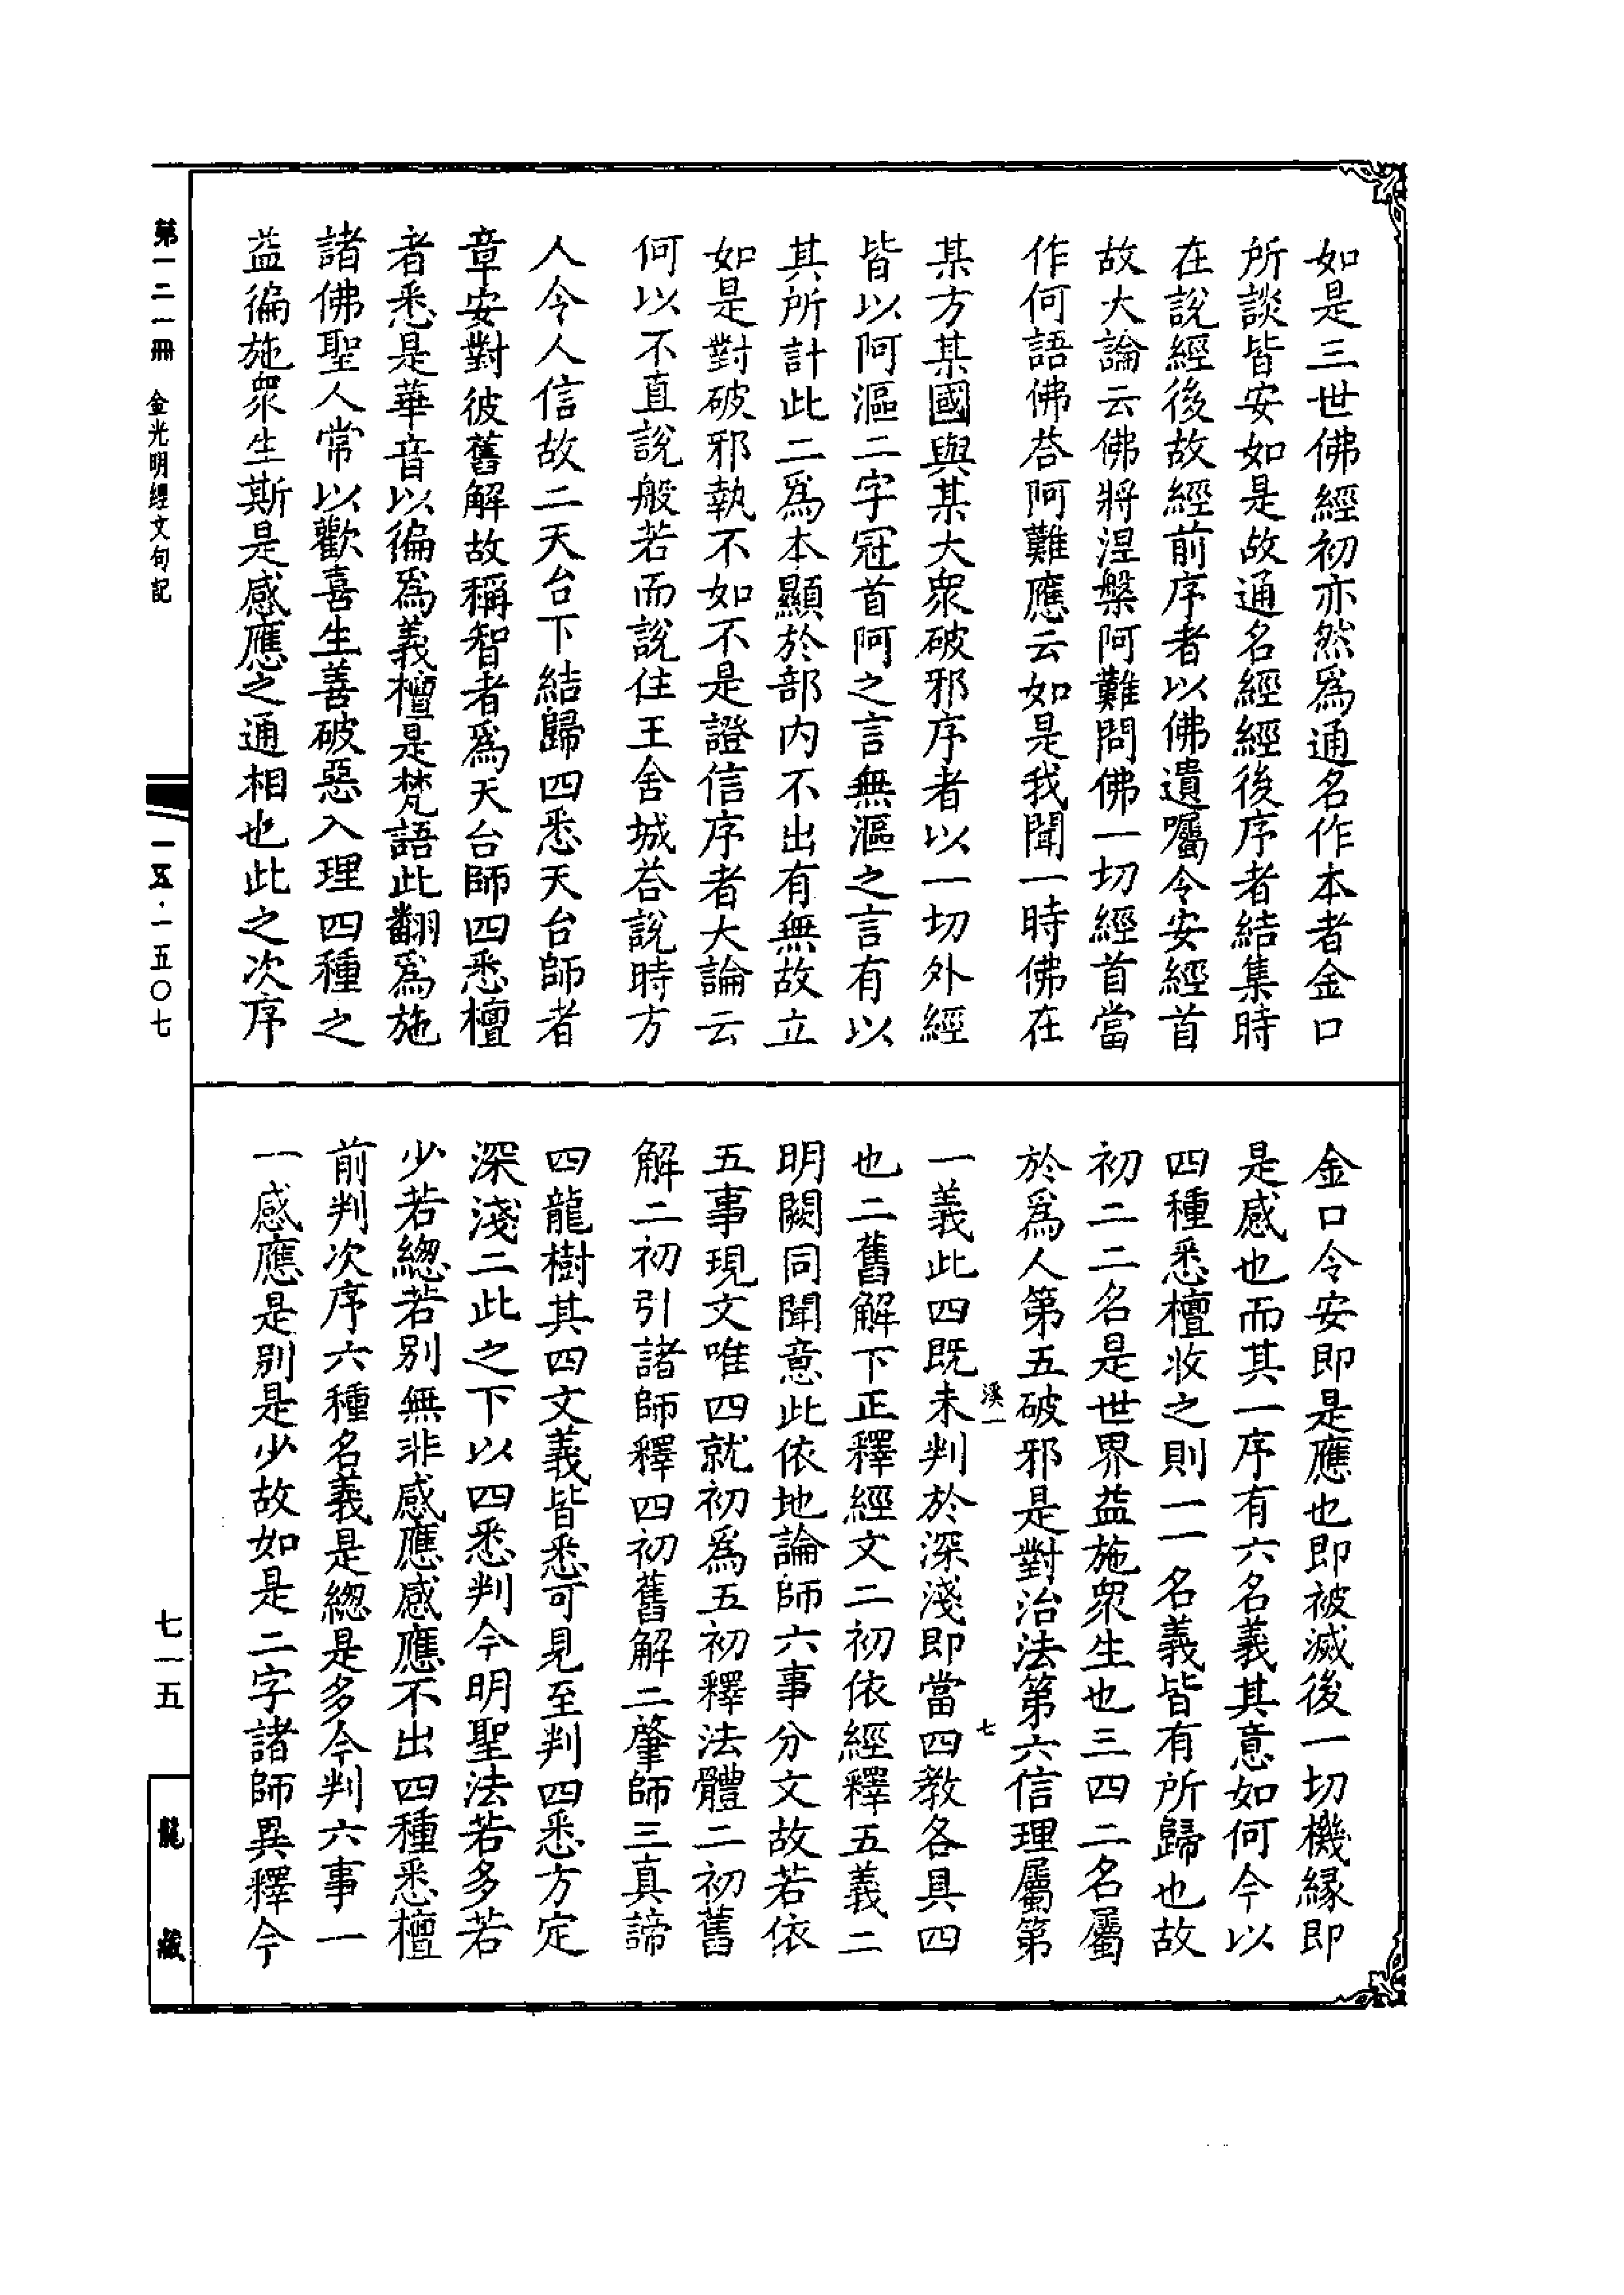 如是三世佛經初亦然爲通名作本者金口
所談皆安如是故通名經經後序者結集時
在說經後故經前序者以佛遺囑令安經首
故大論云佛將涅槃阿難問佛一切經首當
作何語佛荅阿難應云如是我聞一時佛在
某方某國與某大衆破邪序者以一切外經
皆以阿漚二字冠首阿之言無漚之言有以
其所計此二爲本顯於部内不出有無故立
如是對破邪執不如不是證信序者大論云
何以不直說般若而說住王舍城荅說時方
人令人信故二天台下結歸四悉天台師者
章安對彼舊解故稱智者爲天台師四悉檀
者悉是華音以徧爲義檀是梵語此翻爲施
諸佛聖人常以歡喜生善破惡入理四種之
益徧施衆生斯是感應之通相也此之次序
金口令安即是應也即被滅後一切機緣即
是感也而其一序有六名義其意如何今以
四種悉檀收之則一一名義皆有所歸也故
初二二名是世界益施衆生也三四二名屬
於爲人第五破邪是對治法第六信理屬第
溪一
七
一義此四既未判於深淺即當四教各具四
也二舊解下正釋經文二初依經釋五義二
明闕同聞意此依地論師六事分文故若依
五事現文唯四就初爲五初釋法體二初舊
解二初引諸師釋四初舊解二肇師三真諦
四龍樹其四文義皆悉可見至判四悉方定
深淺二此之下以四悉判今明聖法若多若
少若緫若别無非感應感應不出四種悉檀
前判次序六種名義是緫是多今判六事一
一感應是别是少故如是二字諸師異釋今
第一二一冊 金光明經文句記
一五·一五〇七
七一五
龍藏